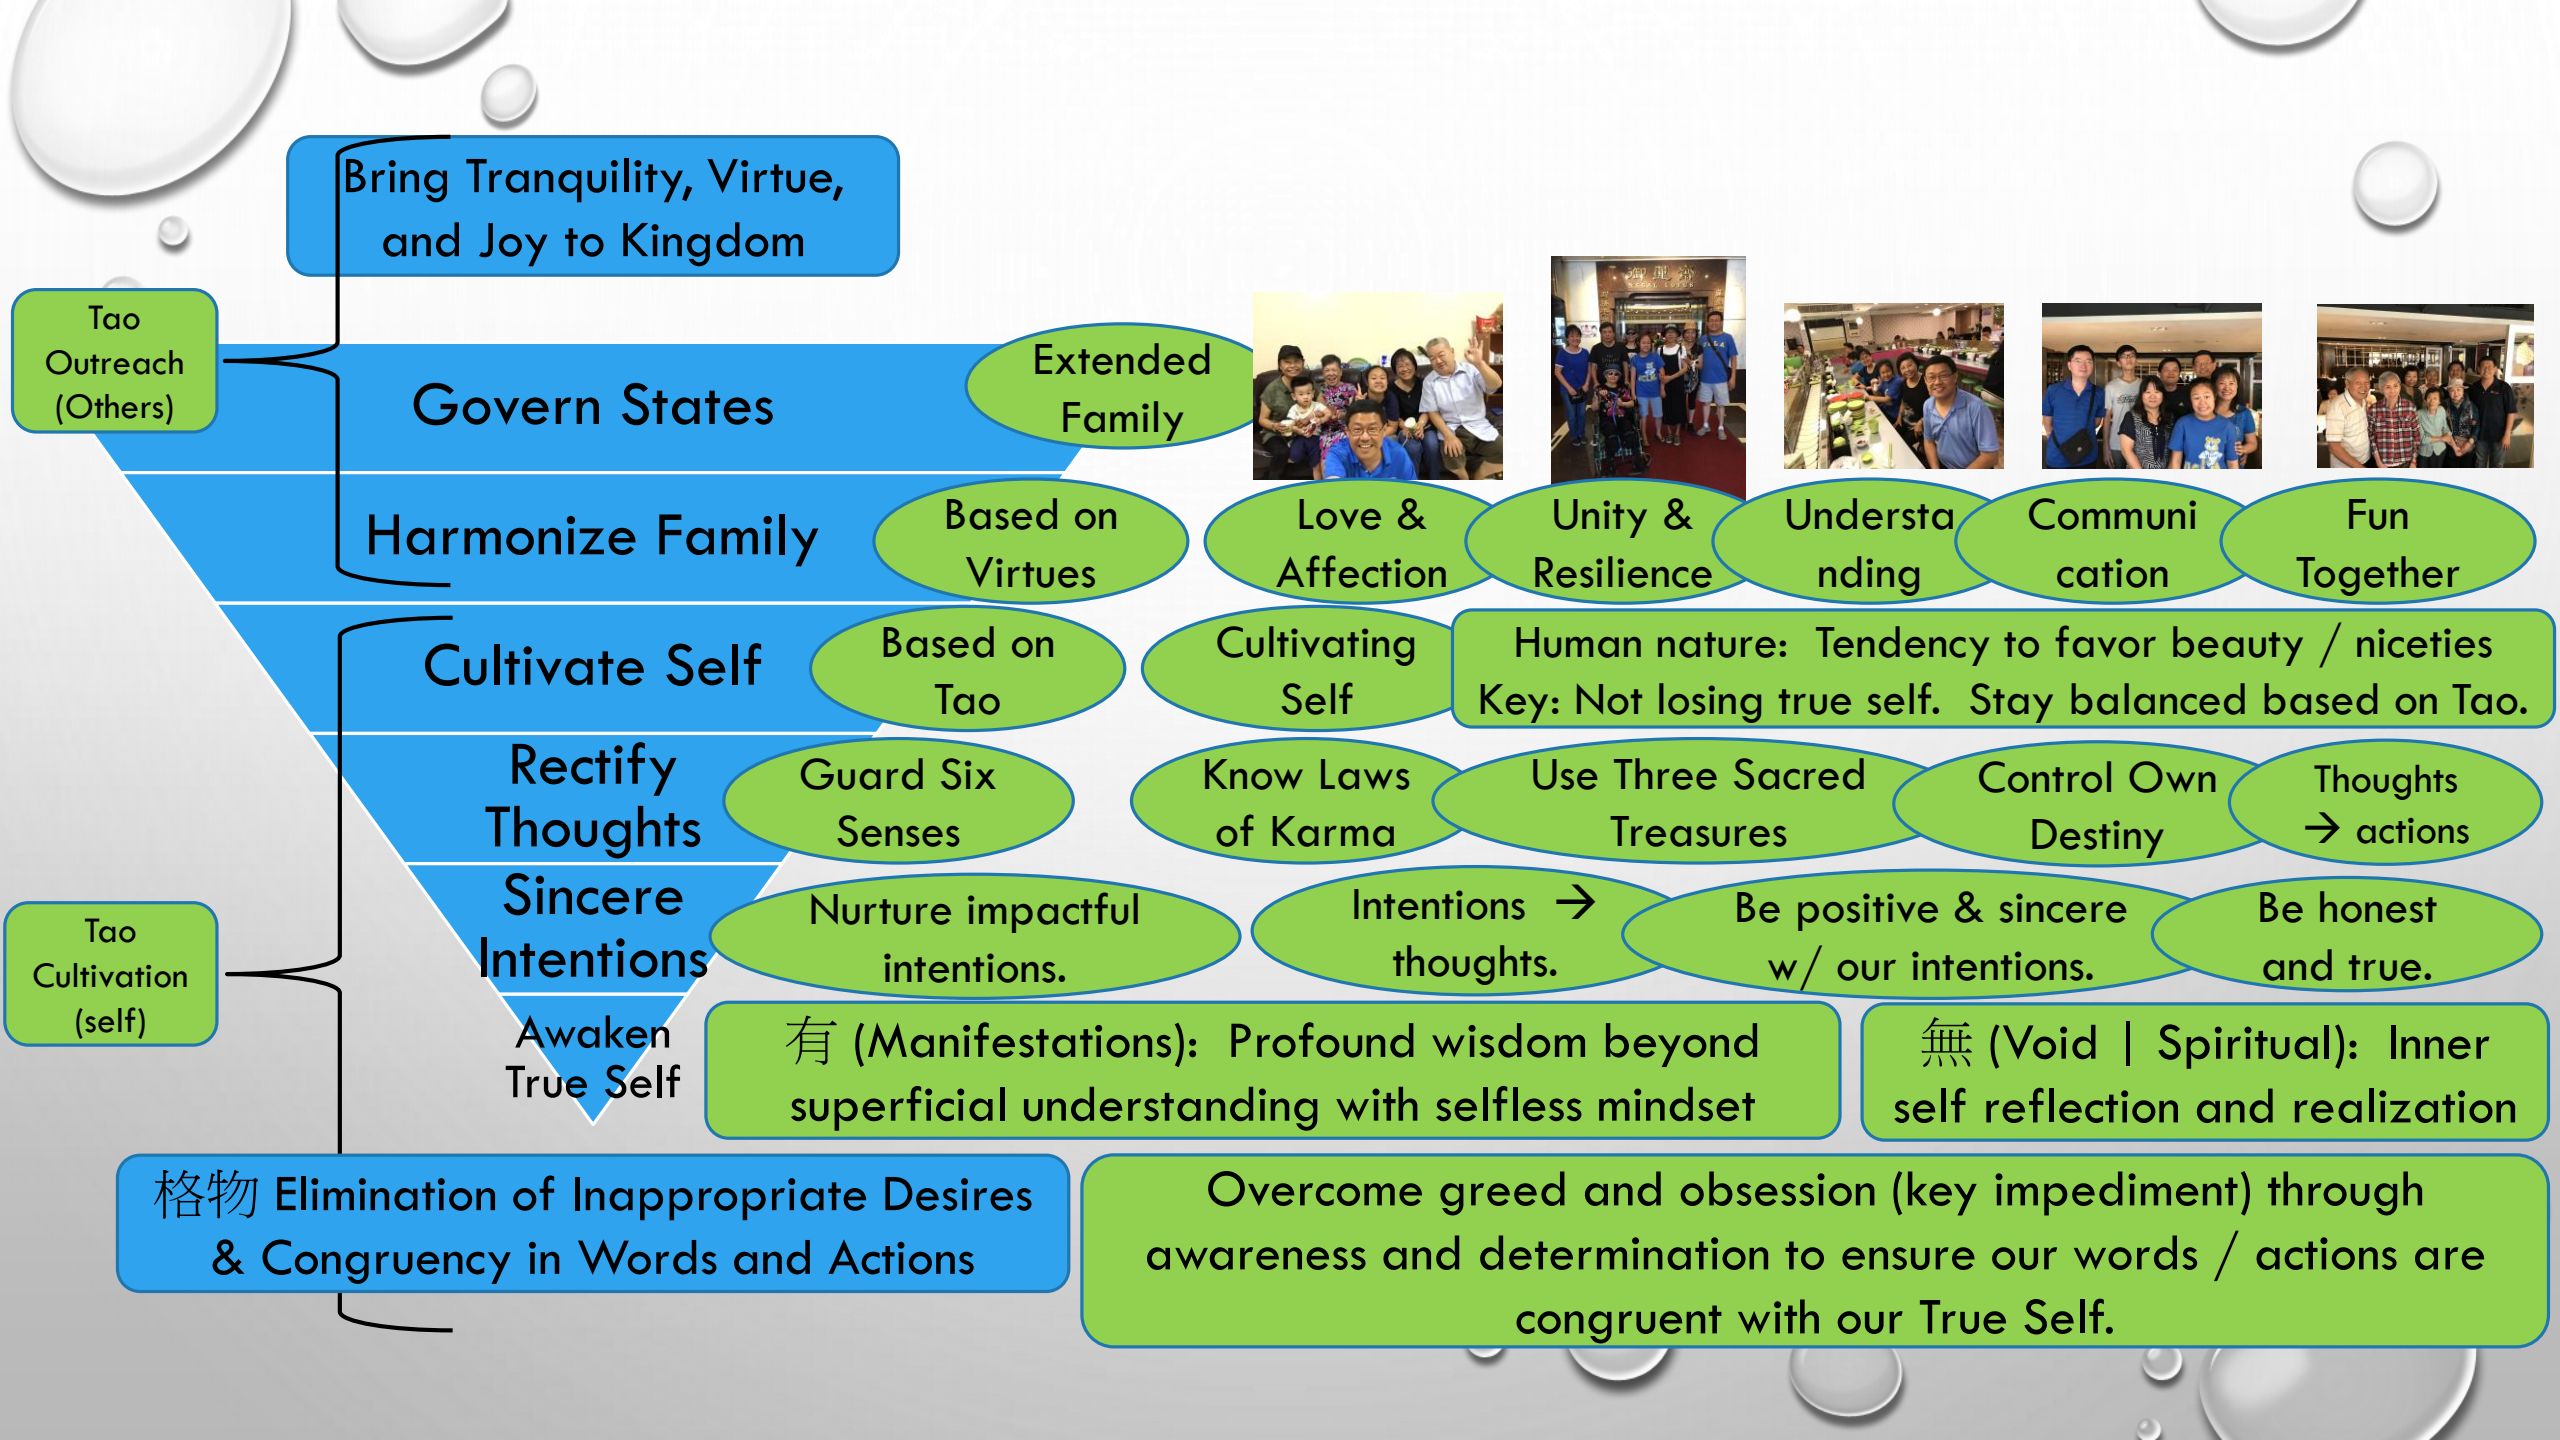 Bring Tranquility, Virtue,
and Joy to Kingdom
Tao
Outreach
(Others)
Govern States
Extended
Family
御蓮齋
REGAL LOTUS
Harmonize Family
Based on
Virtues
Love &
Affection
Unity &
Resilience
Understa
nding
Communi
cation
Fun
Together
Cultivate Self
Based on
Tao
Cultivating
Self
Human nature: Tendency to favor beauty / niceties
Key: Not losing true self. Stay balanced based on Tao.
Rectify
Thoughts
Guard Six
Senses
Know Laws
of Karma
Use Three Sacred
Treasures
Control Own
Destiny
Thoughts
→ actions
Tao
Cultivation
(self)
Sincere
Intentions
Nurture impactful
intentions.
Intentions →
thoughts.
Be positive & sincere
w/ our intentions.
Be honest
and true.
Awaken
True Self
有 (Manifestations): Profound wisdom beyond
superficial understanding with selfless mindset
無 (Void | Spiritual): Inner
self reflection and realization
格物 Elimination of Inappropriate Desires
& Congruency in Words and Actions
Overcome greed and obsession (key impediment) through
awareness and determination to ensure our words / actions are
congruent with our True Self.